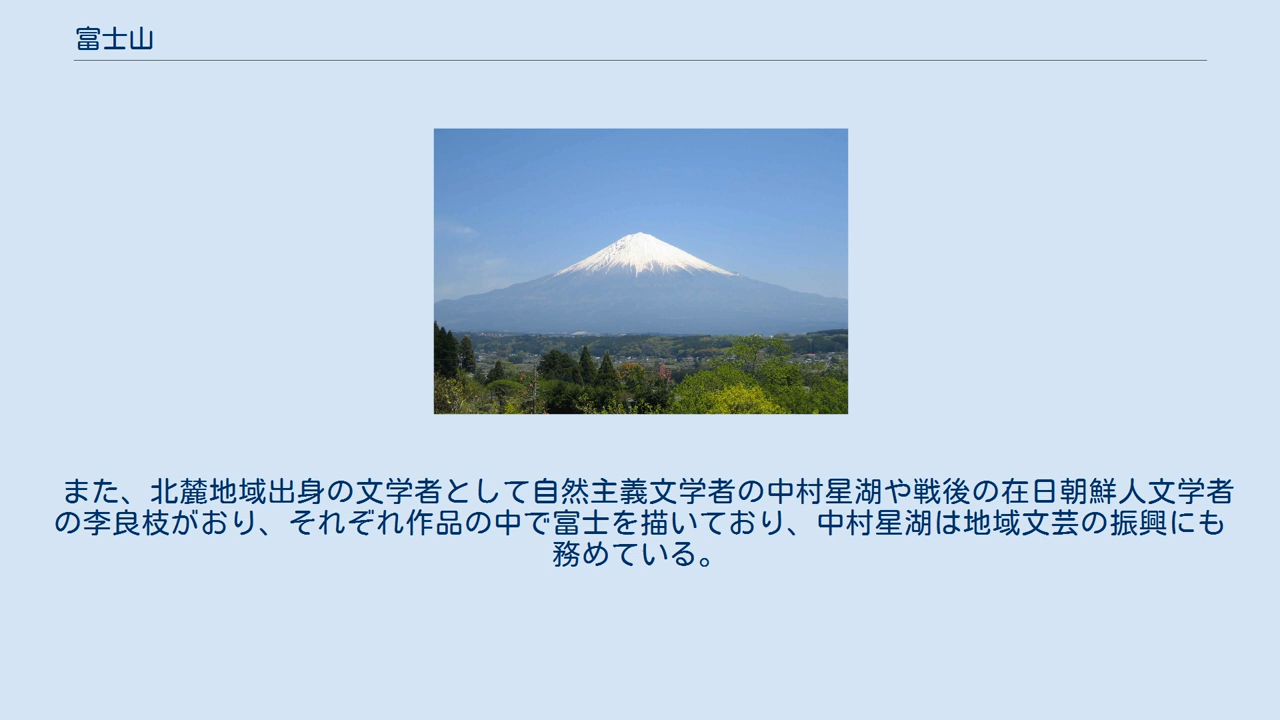 富士山
また、北麓地域出身の文学者として自然主義文学者の中村星湖や戦後の在日朝鮮人文学者
の李良枝がおり、それぞれ作品の中で富士を描いており、中村星湖は地域文芸の振興にも
務めている。